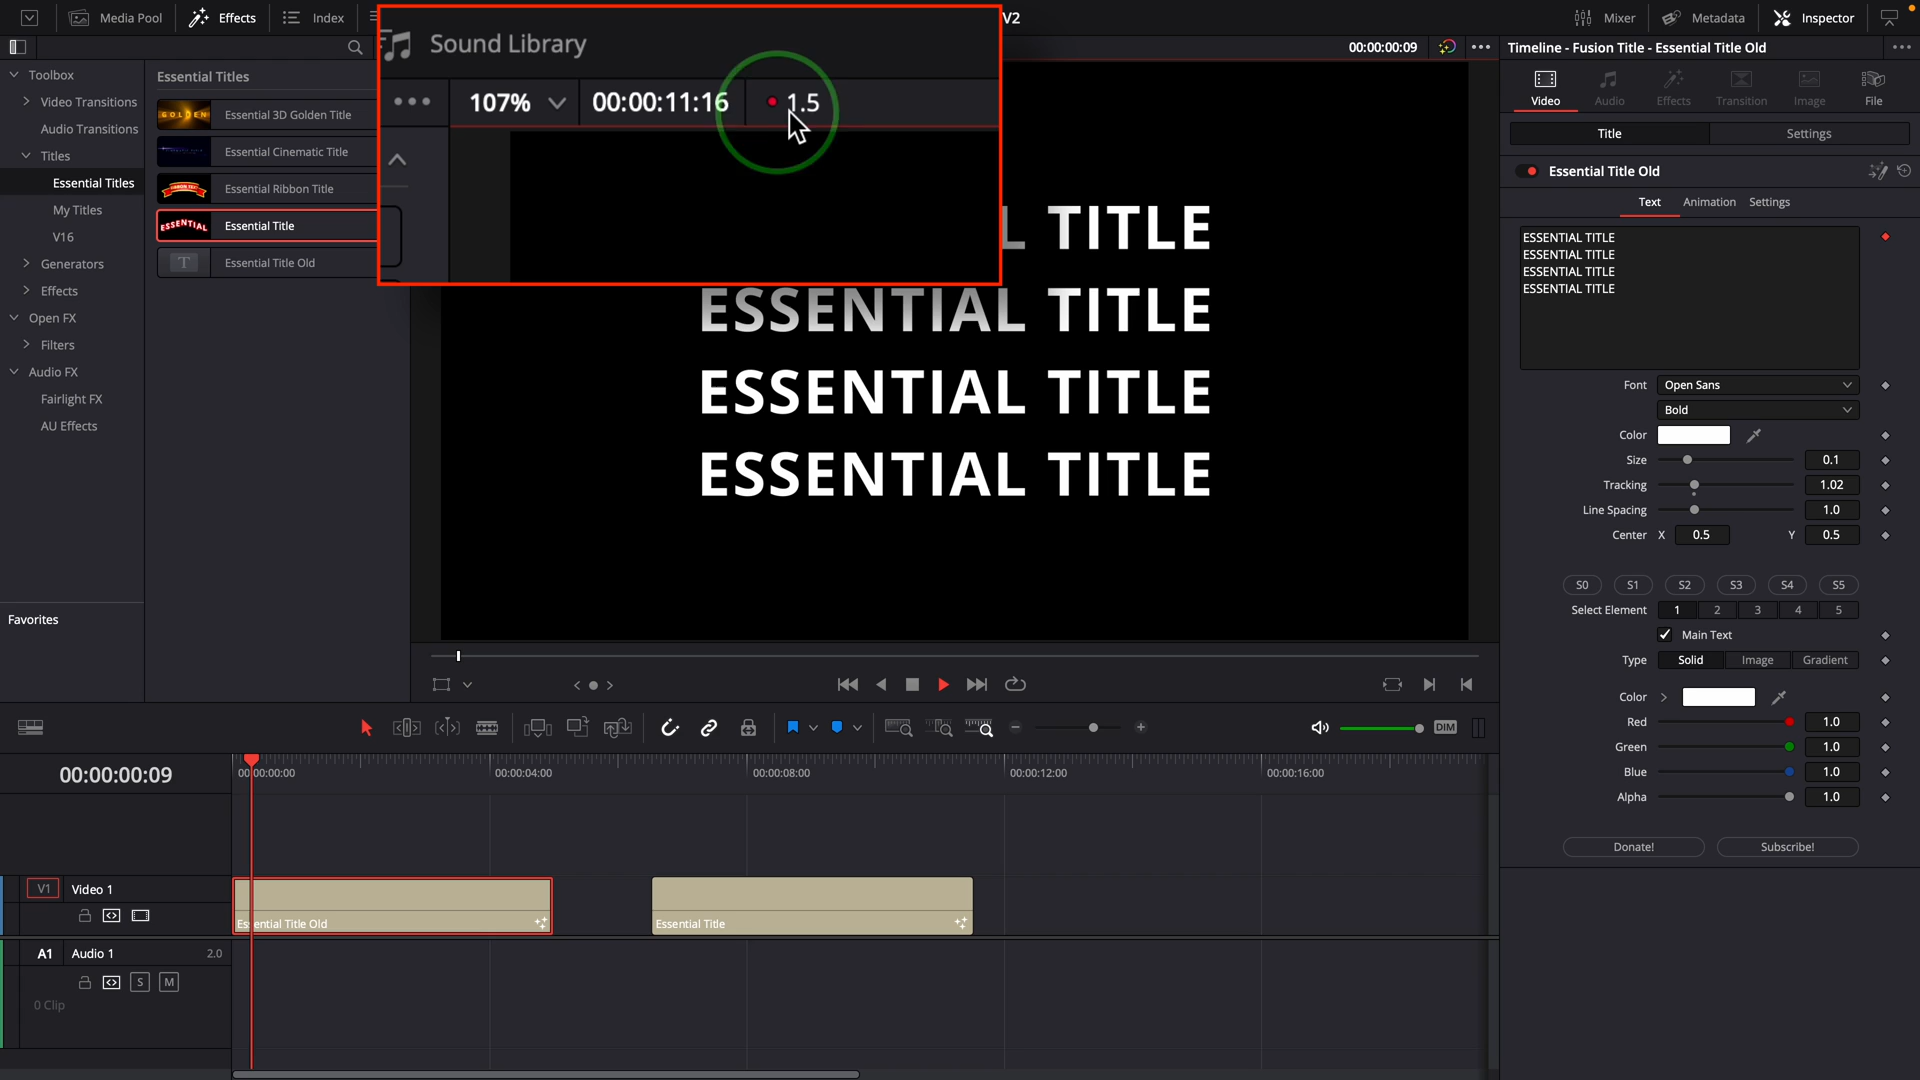 Media Pool
Effects
Index
V2
Mixer
Metadata
Inspector
Sound Library
107%
00:00:11:16
1.5
00:00:00:09
Timeline - Fusion Title - Essential Title Old
Toolbox
Video Transitions
Audio Transitions
Titles
Essential Titles
My Titles
V16
Generators
Effects
Open FX
Filters
Audio FX
Fairlight FX
AU Effects
Favorites
Essential Titles
GOLDEN
Essential 3D Golden Title
Essential Cinematic Title
Essential Ribbon Title
ESSENTIAL
Essential Title
T
Essential Title Old
L TITLE
ESSENTIAL TITLE
ESSENTIAL TITLE
ESSENTIAL TITLE
Video
Audio
Effects
Transition
Image
File
Title
Settings
Essential Title Old
Text
Animation
Settings
ESSENTIAL TITLE
ESSENTIAL TITLE
ESSENTIAL TITLE
ESSENTIAL TITLE
Font
Open Sans
Bold
Color
Size
0.1
Tracking
1.02
Line Spacing
1.0
Center
X
0.5
Y
0.5
S0
S1
S2
S3
S4
S5
Select Element
1
2
3
4
5
Main Text
Type
Solid
Image
Gradient
Color
Red
1.0
Green
1.0
Blue
1.0
Alpha
1.0
Donate!
Subscribe!
DIM
00:00:00:09
00:00:00:00
00:00:04:00
00:00:08:00
00:00:12:00
00:00:16:00
V1
Video 1
Essential Title Old
Essential Title
A1
Audio 1
2.0
S
M
0 Clip